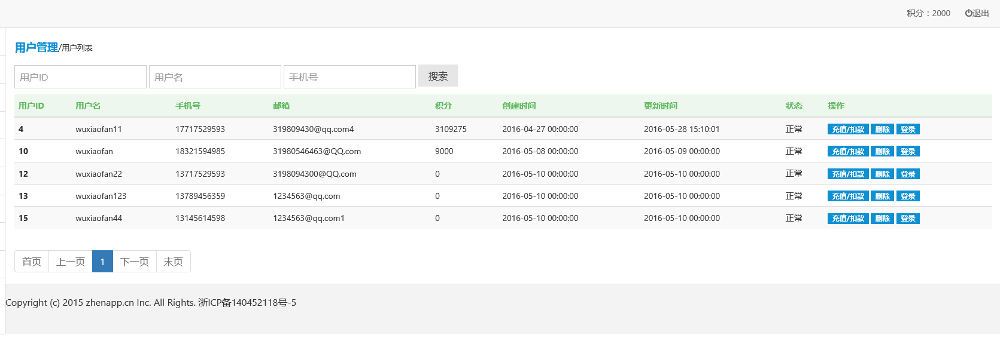 积分：2000 退出
用户管理/用户列表
用户ID 用户名 手机号 搜索
用户ID 用户名 手机号 邮箱 积分 创建时间 更新时间 状态 操作
4 wuxiaofan11 17717529593 319809430@qq.com4 3109275 2016-04-27 00:00:00 2016-05-28 15:10:01 正常 充值/扣款 删除 登录
10 wuxiaofan 18321594985 31980546463@QQ.com 9000 2016-05-08 00:00:00 2016-05-09 00:00:00 正常 充值/扣款 删除 登录
12 wuxiaofan22 13717529593 3198094300@QQ.com 0 2016-05-10 00:00:00 2016-05-10 00:00:00 正常 充值/扣款 删除 登录
13 wuxiaofan123 13789456359 1234563@qq.com 0 2016-05-10 00:00:00 2016-05-10 00:00:00 正常 充值/扣款 删除 登录
15 wuxiaofan44 13145614598 1234563@qq.com1 0 2016-05-10 00:00:00 2016-05-10 00:00:00 正常 充值/扣款 删除 登录
首页 上一页 1 下一页 末页
Copyright (c) 2015 zhenapp.cn Inc. All Rights. 浙ICP备140452118号-5